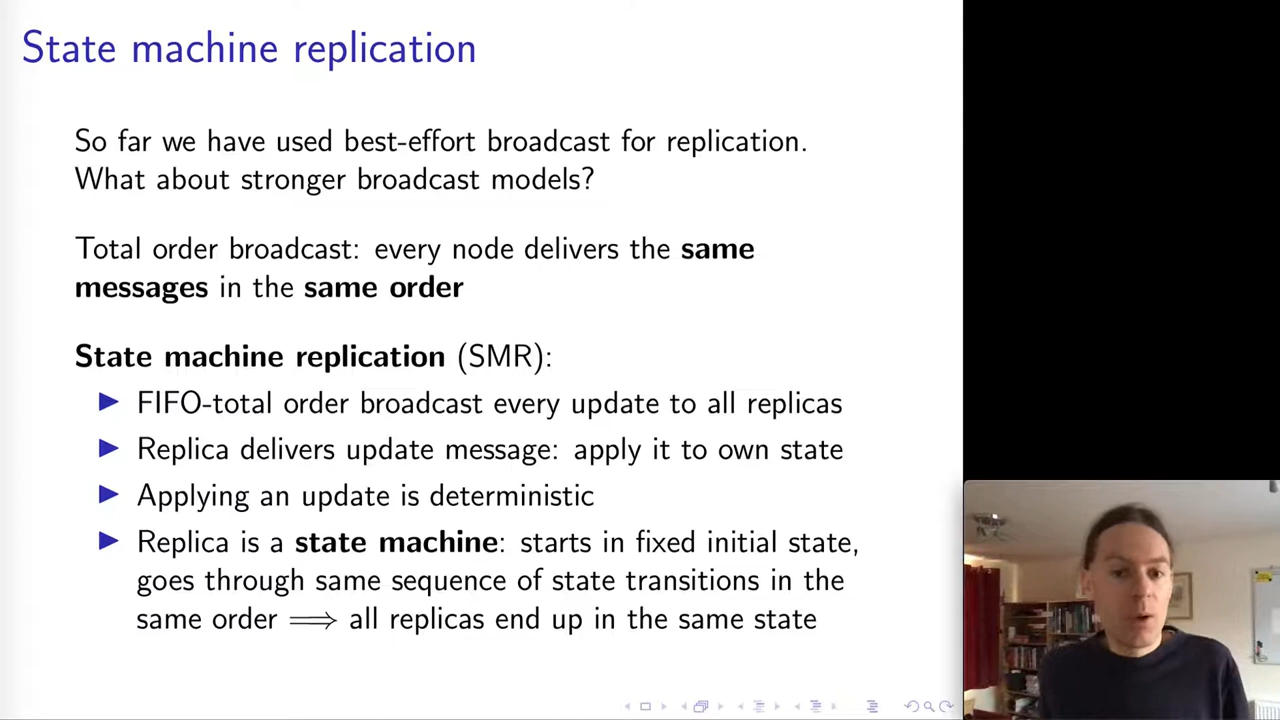 State machine replication
So far we have used best-effort broadcast for replication.
What about stronger broadcast models?
Total order broadcast: every node delivers the same
messages in the same order
State machine replication (SMR):
▶ FIFO-total order broadcast every update to all replicas
▶ Replica delivers update message: apply it to own state
▶ Applying an update is deterministic
▶ Replica is a state machine: starts in fixed initial state,
goes through same sequence of state transitions in the
same order ⟹ all replicas end up in the same state